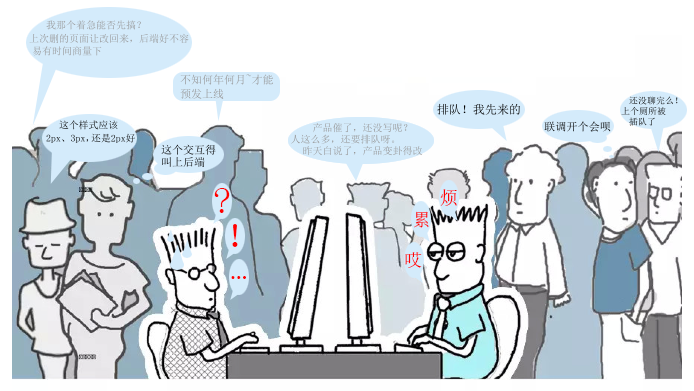 我那个着急能否先搞？
上次删的页面让改回来，后端好不容
易有时间商量下
不知何年何月~才能
预发上线
这个样式应该
2px、3px，还是2px好
这个交互得
叫上后端
产品催了，还没写呢？
人这么多，还要排队呀。
昨天白说了，产品变卦得改
排队！我先来的
联调开个会呗
还没聊完么！
上个厕所被
插队了
？
！
...
烦
累
哎